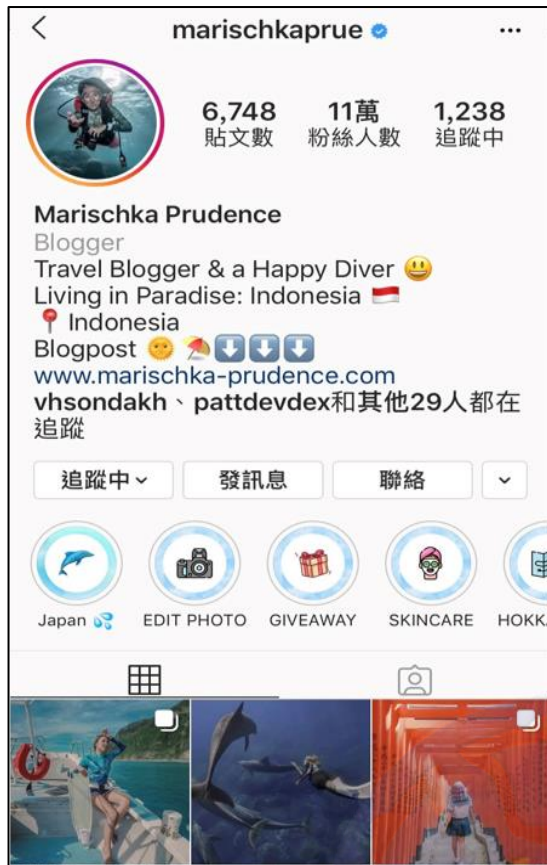 marischkaprue
6,748 11萬 1,238
貼文數 粉絲人數 追蹤中
Marischka Prudence
Blogger
Travel Blogger & a Happy Diver 😃
Living in Paradise: Indonesia 🇮🇩
📍 Indonesia
Blogpost 🌞 🏖️⬇️⬇️⬇️
www.marischka-prudence.com
vhsondakh、pattdevdex和其他29人都在
追蹤
追蹤中 發訊息 聯絡
Japan 💦 EDIT PHOTO GIVEAWAY SKINCARE HOKK